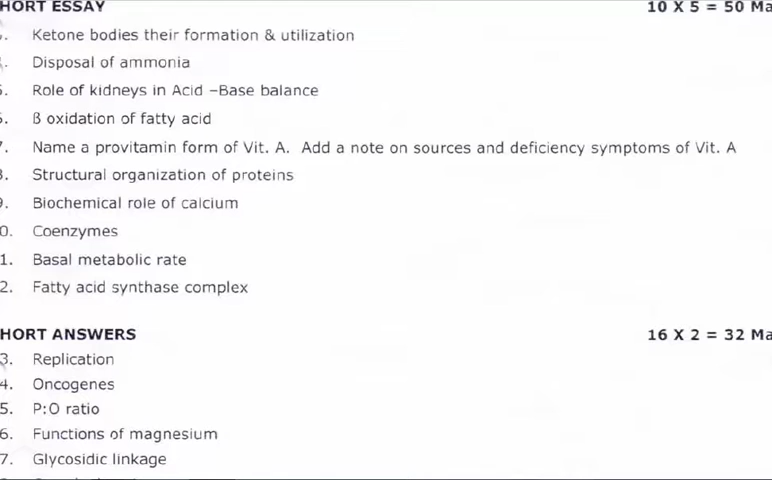 HORT ESSAY 10 X 5 = 50 Ma
. Ketone bodies their formation & utilization
. Disposal of ammonia
5. Role of kidneys in Acid –Base balance
6. ß oxidation of fatty acid
7. Name a provitamin form of Vit. A. Add a note on sources and deficiency symptoms of Vit. A
8. Structural organization of proteins
9. Biochemical role of calcium
0. Coenzymes
1. Basal metabolic rate
2. Fatty acid synthase complex
HORT ANSWERS 16 X 2 = 32 Ma
3. Replication
4. Oncogenes
5. P:O ratio
6. Functions of magnesium
7. Glycosidic linkage